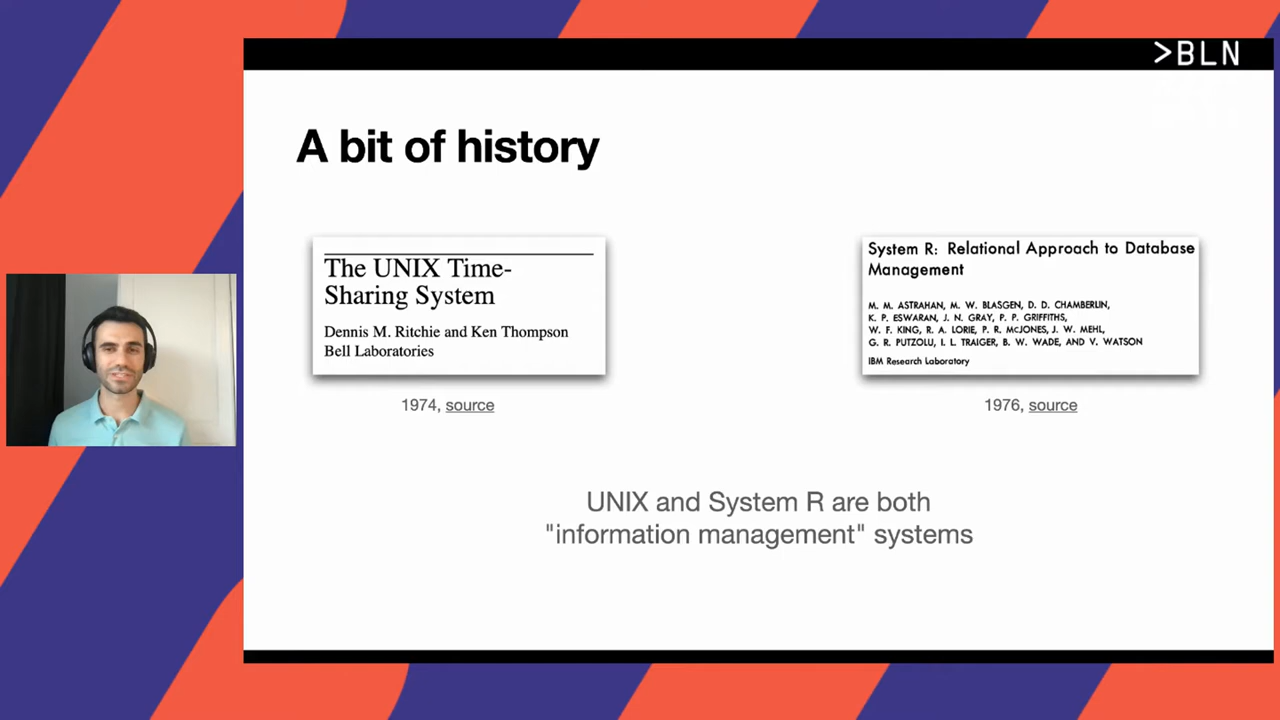 >BLN
A bit of history
The UNIX Time-
Sharing System
Dennis M. Ritchie and Ken Thompson
Bell Laboratories
1974, source
System R: Relational Approach to Database
Management
M. M. ASTRAHAN, M. W. BLASGEN, D. D. CHAMBERLIN,
K. P. ESWARAN, J. N. GRAY, P. P. GRIFFITHS,
W. F. KING, R. A. LORIE, P. R. McJONES, J. W. MEHL,
G. R. PUTZOLU, I. L. TRAIGER, B. W. WADE, AND V. WATSON
IBM Research Laboratory
1976, source
UNIX and System R are both
"information management" systems